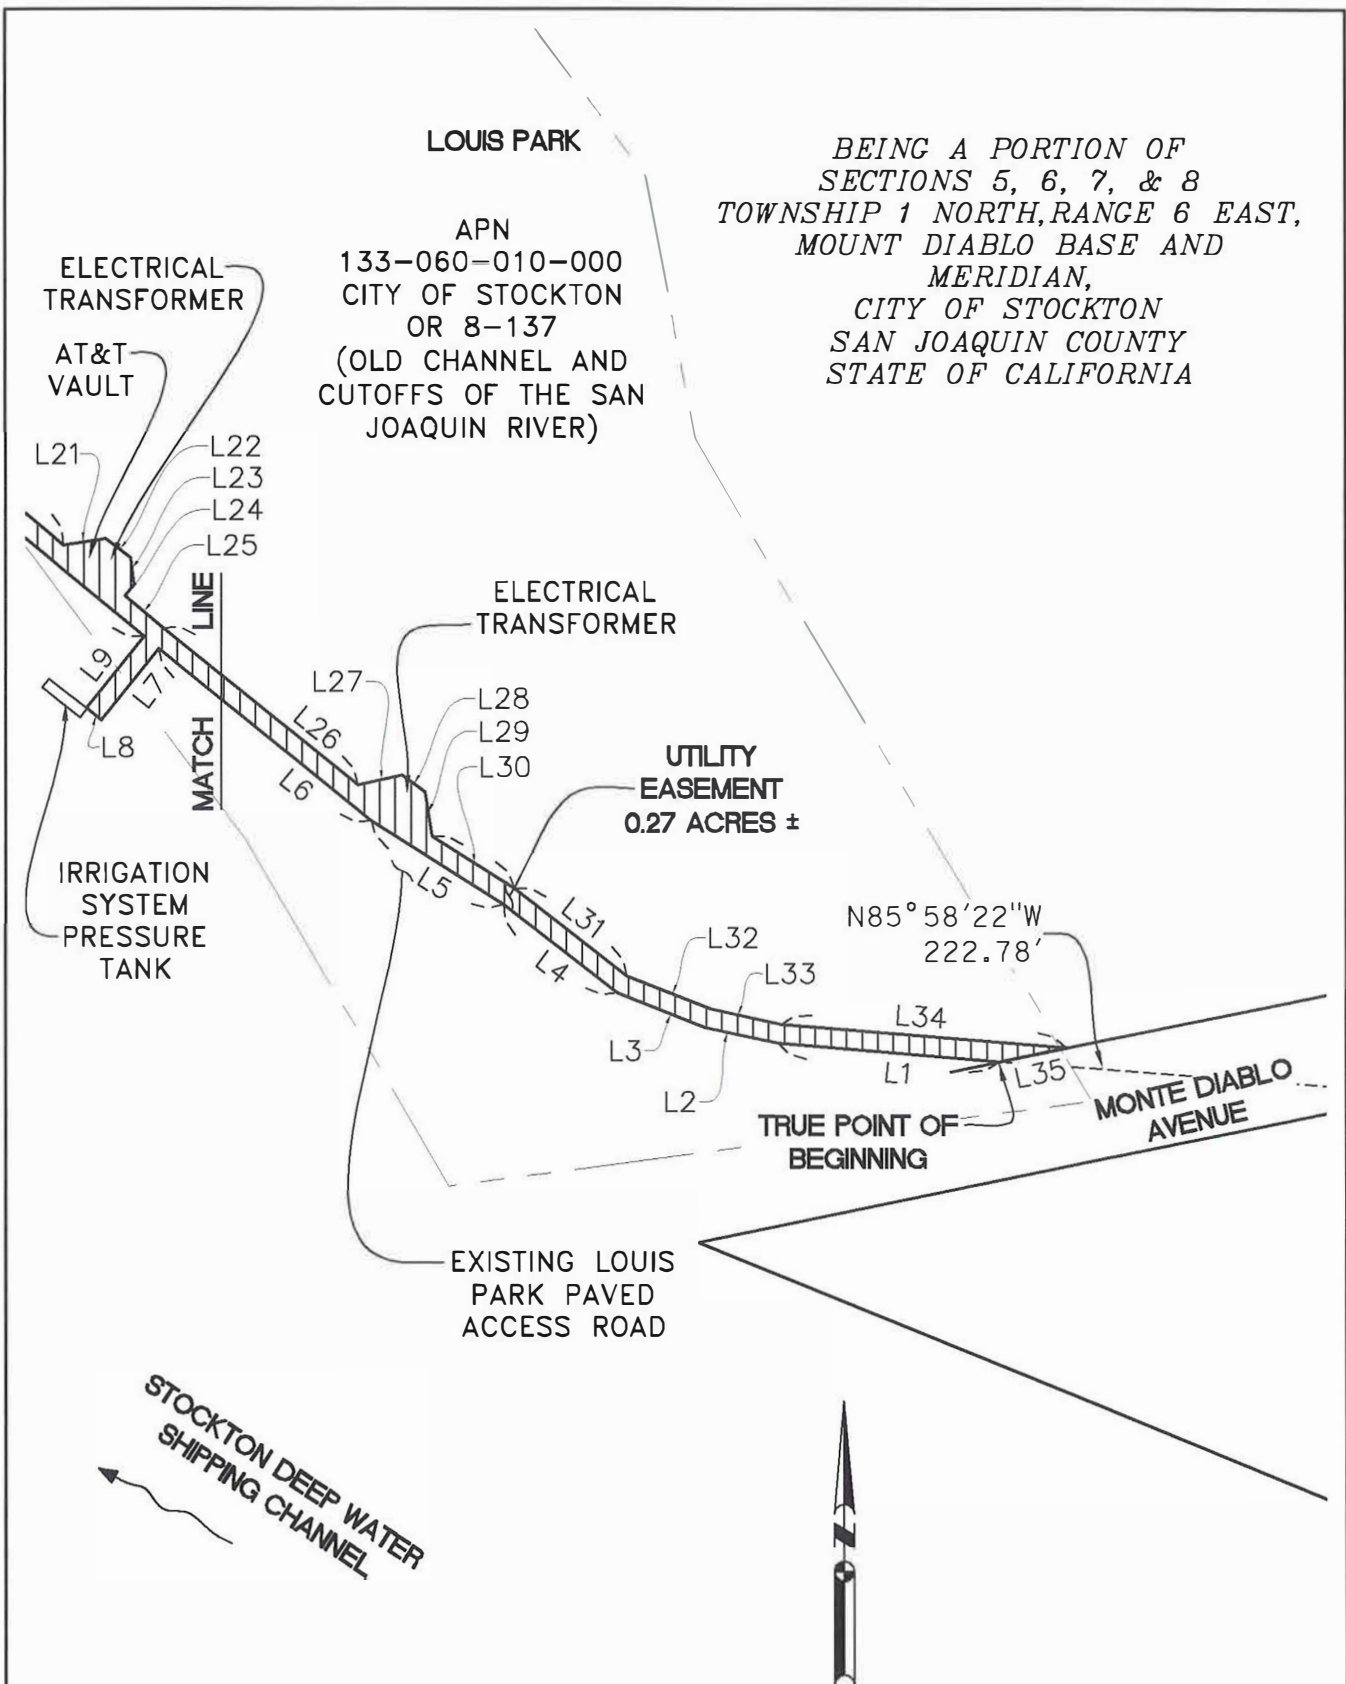 LOUIS PARK
BEING A PORTION OF
SECTIONS 5, 6, 7, & 8
TOWNSHIP 1 NORTH, RANGE 6 EAST,
MOUNT DIABLO BASE AND
MERIDIAN,
CITY OF STOCKTON
SAN JOAQUIN COUNTY
STATE OF CALIFORNIA
APN
133-060-010-000
CITY OF STOCKTON
OR 8-137
(OLD CHANNEL AND
CUTOFFS OF THE SAN
JOAQUIN RIVER)
ELECTRICAL
TRANSFORMER
AT&T
VAULT
L21
L22
L23
L24
L25
MATCH LINE
L9
L7
L8
IRRIGATION
SYSTEM
PRESSURE
TANK
ELECTRICAL
TRANSFORMER
L27
L28
L29
L30
L26
L6
L5
UTILITY
EASEMENT
0.27 ACRES ±
L31
L4
L32
L33
L3
L2
N85°58'22"W
222.78'
L34
L1
L35
TRUE POINT OF
BEGINNING
MONTE DIABLO
AVENUE
EXISTING LOUIS
PARK PAVED
ACCESS ROAD
STOCKTON DEEP WATER
SHIPPING CHANNEL
N